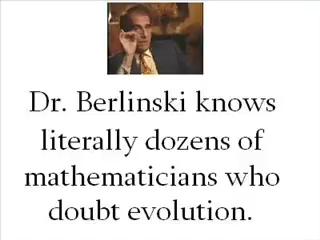 Dr. Berlinski knows
literally dozens of
mathematicians who
doubt evolution.